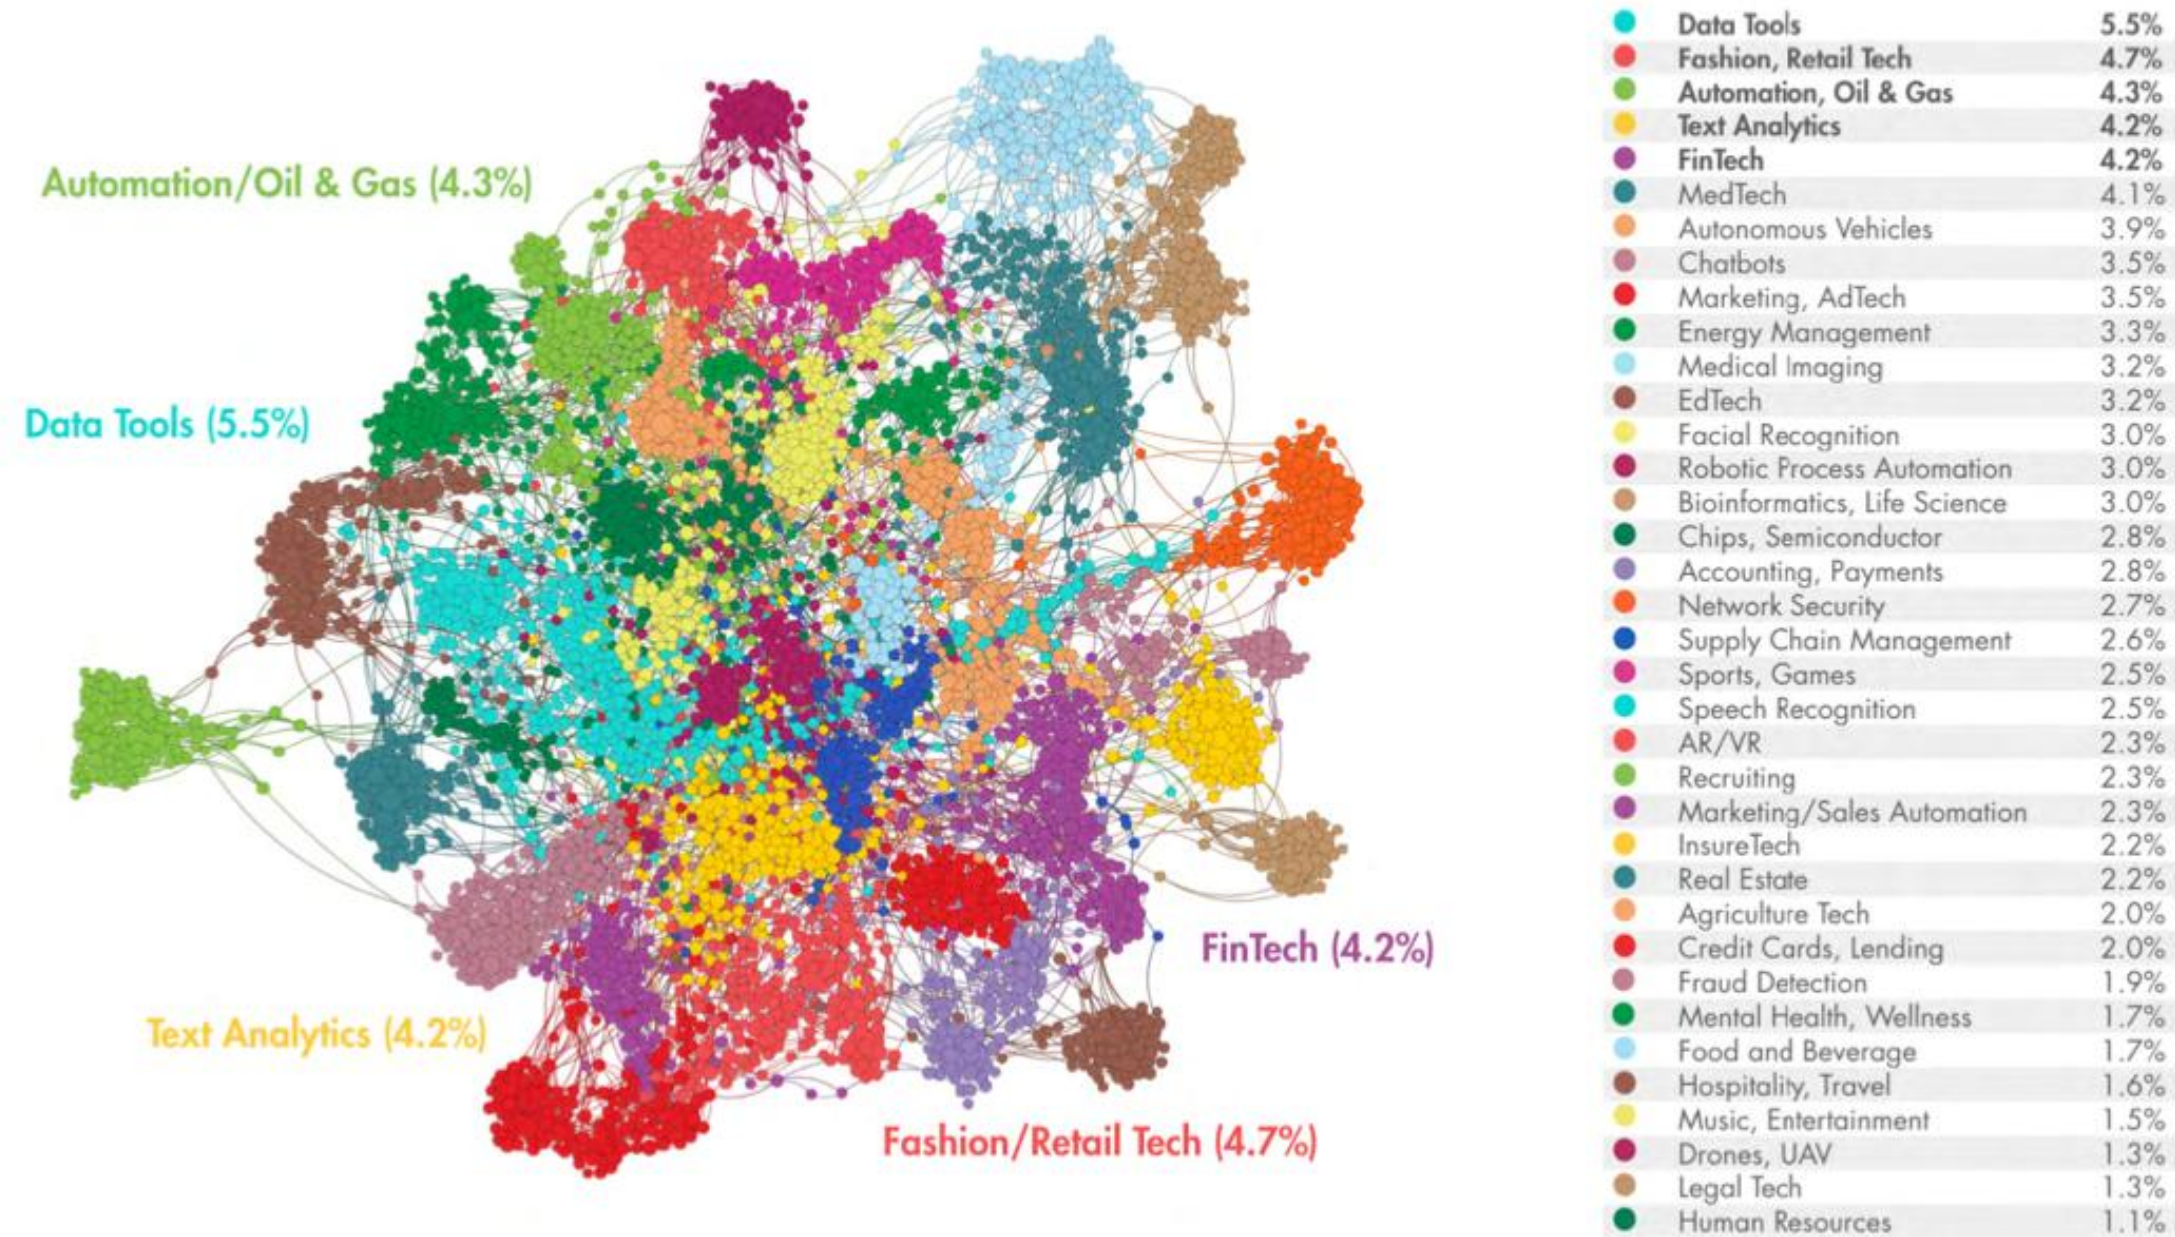 Automation/Oil & Gas (4.3%)
Data Tools (5.5%)
Text Analytics (4.2%)
FinTech (4.2%)
Fashion/Retail Tech (4.7%)
Data Tools 5.5%
Fashion, Retail Tech 4.7%
Automation, Oil & Gas 4.3%
Text Analytics 4.2%
FinTech 4.2%
MedTech 4.1%
Autonomous Vehicles 3.9%
Chatbots 3.5%
Marketing, AdTech 3.5%
Energy Management 3.3%
Medical Imaging 3.2%
EdTech 3.2%
Facial Recognition 3.0%
Robotic Process Automation 3.0%
Bioinformatics, Life Science 3.0%
Chips, Semiconductor 2.8%
Accounting, Payments 2.8%
Network Security 2.7%
Supply Chain Management 2.6%
Sports, Games 2.5%
Speech Recognition 2.5%
AR/VR 2.3%
Recruiting 2.3%
Marketing/Sales Automation 2.3%
InsureTech 2.2%
Real Estate 2.2%
Agriculture Tech 2.0%
Credit Cards, Lending 2.0%
Fraud Detection 1.9%
Mental Health, Wellness 1.7%
Food and Beverage 1.7%
Hospitality, Travel 1.6%
Music, Entertainment 1.5%
Drones, UAV 1.3%
Legal Tech 1.3%
Human Resources 1.1%